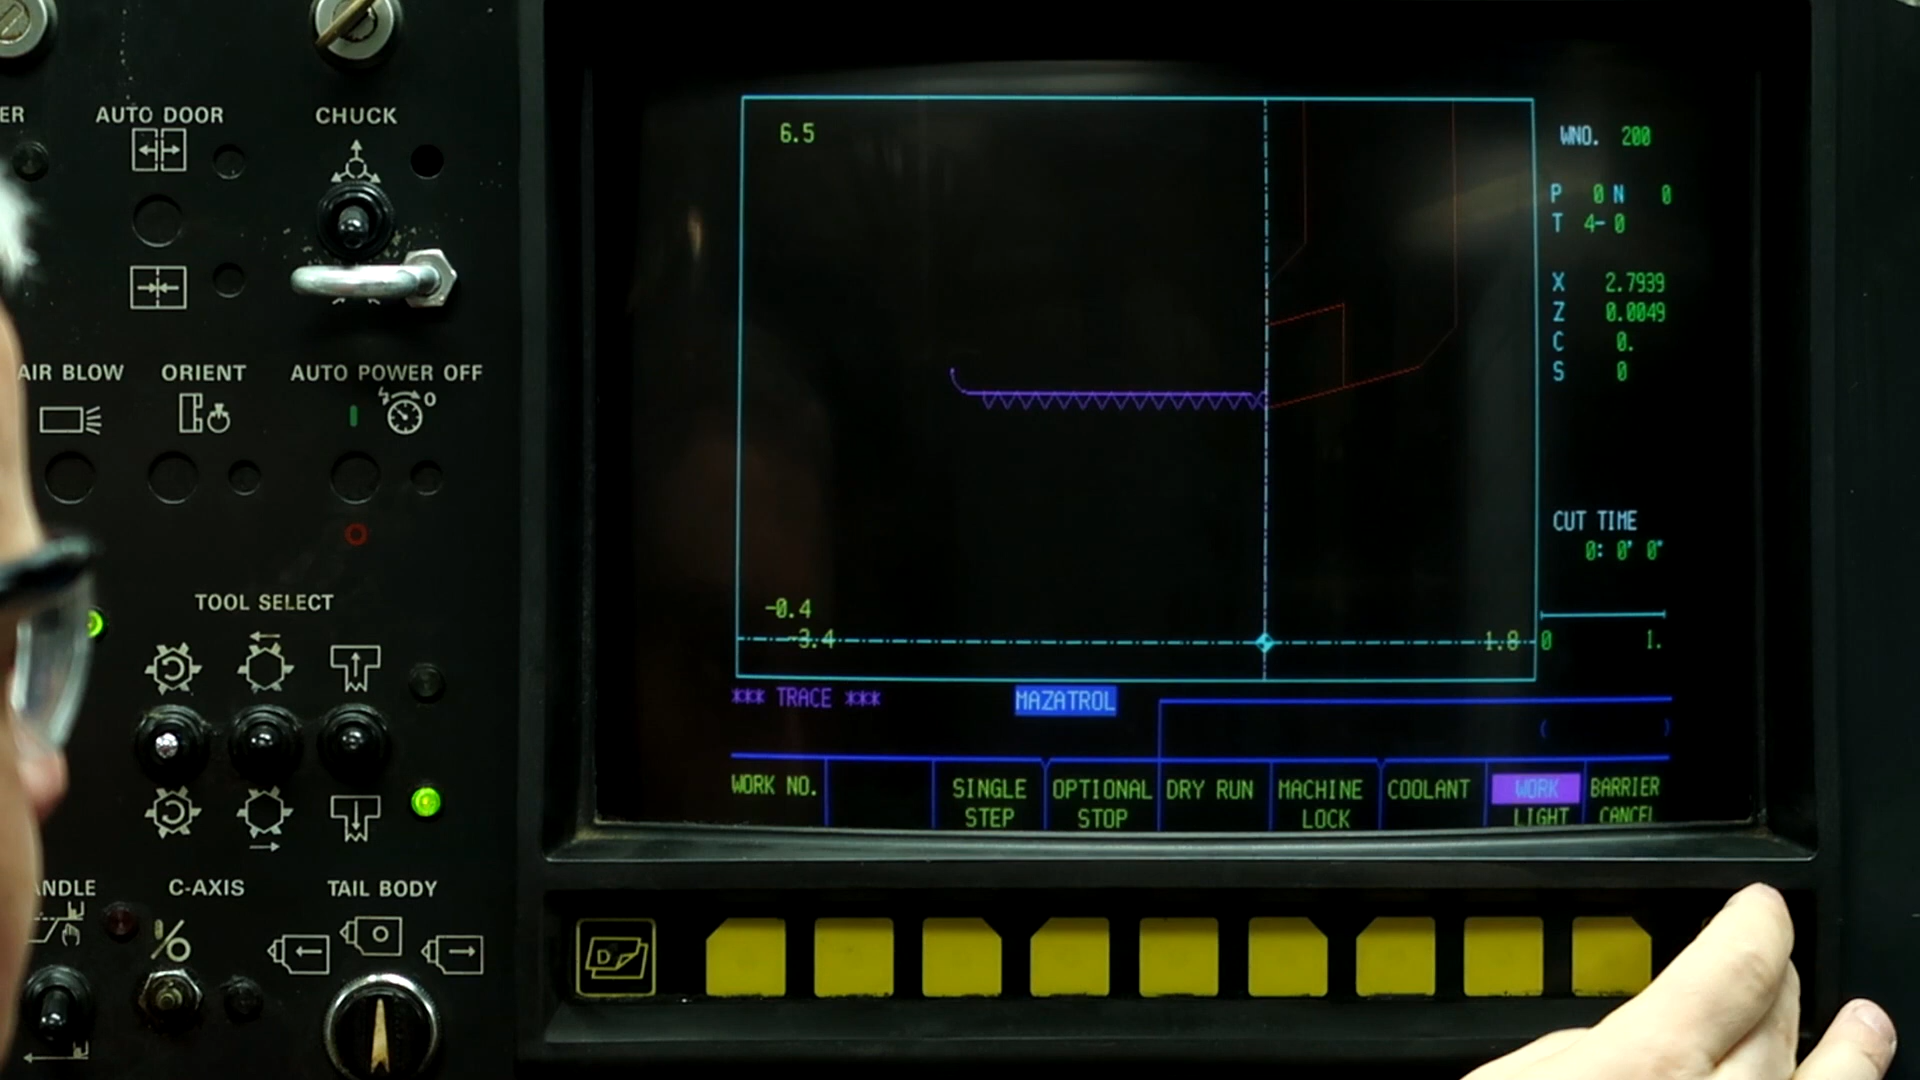 ER
AUTO DOOR
CHUCK
AIR BLOW
ORIENT
AUTO POWER OFF
O
TOOL SELECT
ANDLE
C-AXIS
TAIL BODY
6.5
-0.4
-3.4
1.8
WNO. 200
P 0 N 0
T 4- 0
X 2.7939
Z 0.0049
C 0.
S 0
CUT TIME
0: 0' 0"
0 1.
*** TRACE ***
MAZATROL
( )
WORK NO.
SINGLE STEP
OPTIONAL STOP
DRY RUN
MACHINE LOCK
COOLANT
WORK LIGHT
BARRIER CANCEL
D